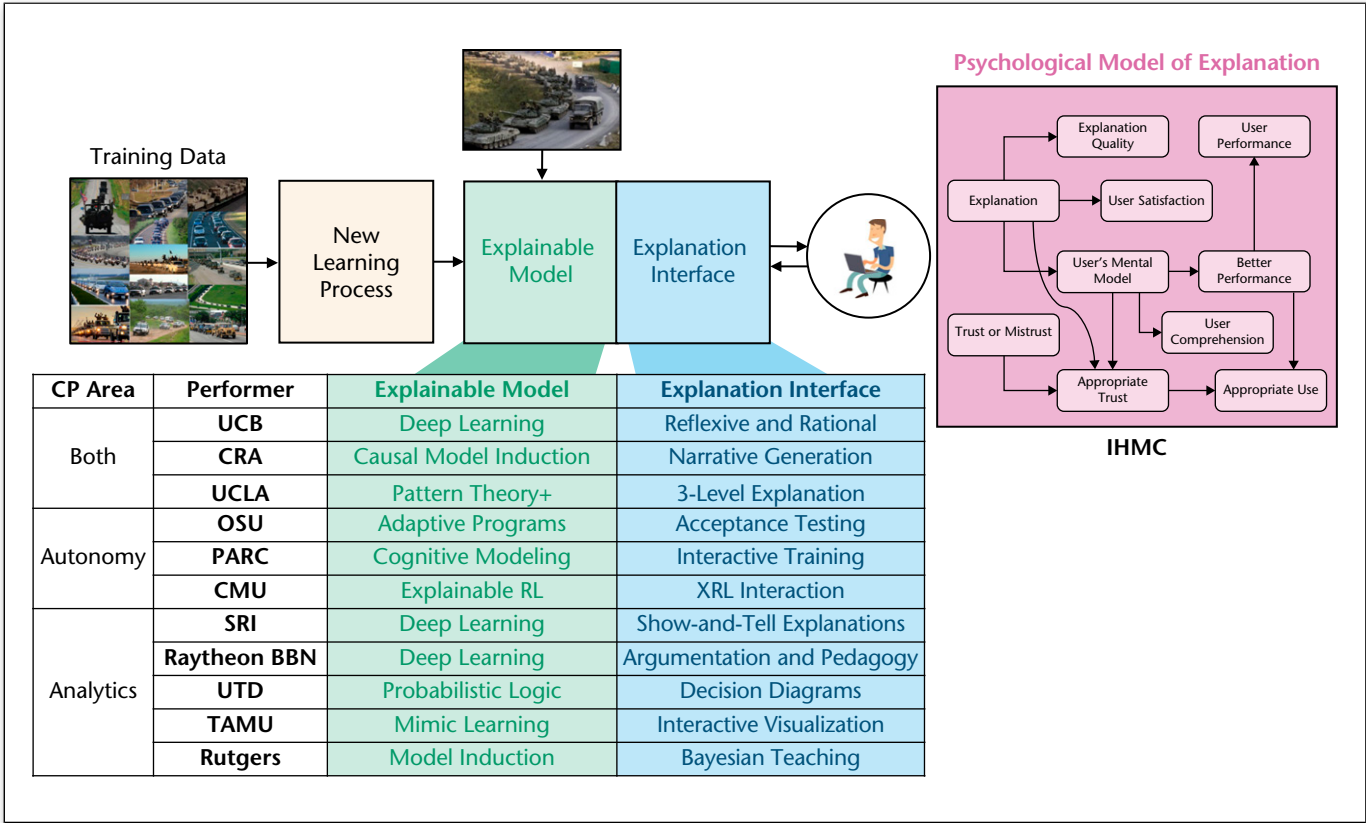 Psychological Model of Explanation
Training Data
New
Learning
Process
Explainable
Model
Explanation
Interface
Explanation
Quality
User
Performance
Explanation
User Satisfaction
User's Mental
Model
Better
Performance
Trust or Mistrust
User
Comprehension
Appropriate
Trust
Appropriate Use
IHMC
CP Area Performer Explainable Model Explanation Interface
Both
UCB Deep Learning Reflexive and Rational
CRA Causal Model Induction Narrative Generation
UCLA Pattern Theory+ 3-Level Explanation
Autonomy
OSU Adaptive Programs Acceptance Testing
PARC Cognitive Modeling Interactive Training
CMU Explainable RL XRL Interaction
Analytics
SRI Deep Learning Show-and-Tell Explanations
Raytheon BBN Deep Learning Argumentation and Pedagogy
UTD Probabilistic Logic Decision Diagrams
TAMU Mimic Learning Interactive Visualization
Rutgers Model Induction Bayesian Teaching